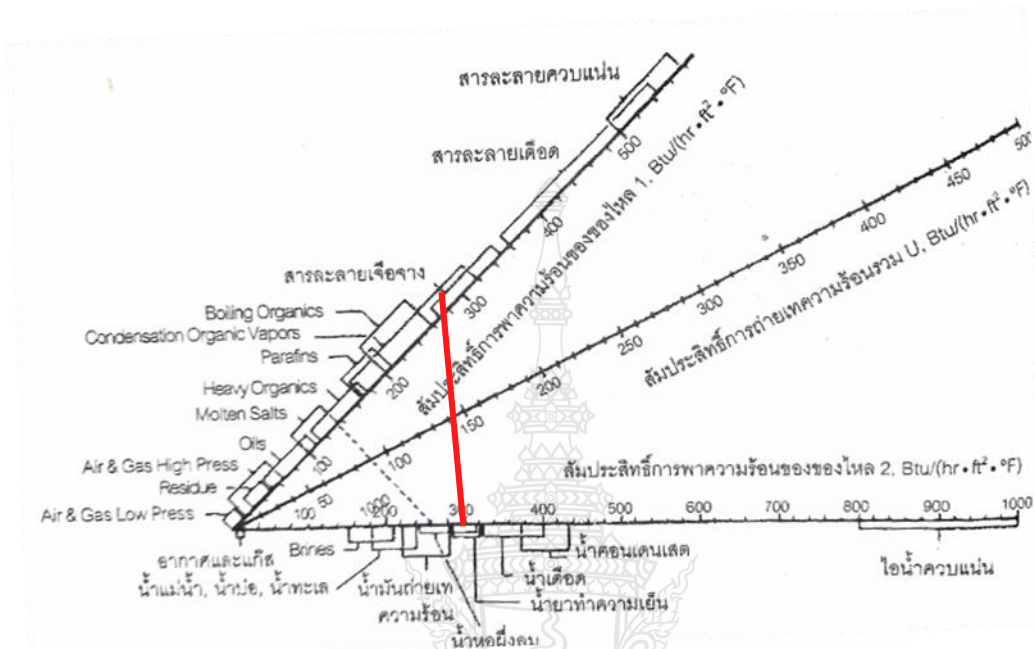 สารละลายควบแน่น
สารละลายเดือด
สารละลายเจือจาง
Boiling Organics
Condensation Organic Vapors
Parafins
Heavy Organics
Molten Salts
Oils
Air & Gas High Press
Residue
Air & Gas Low Press
100
200
300
400
500
สัมประสิทธิ์การพาความร้อนของของไหล 1, Btu/(hr•ft²•°F)
50
100
150
200
250
300
350
400
450
500
สัมประสิทธิ์การถ่ายเทความร้อนรวม U, Btu/(hr•ft²•°F)
สัมประสิทธิ์การพาความร้อนของของไหล 2, Btu/(hr•ft²•°F)
100
200
300
400
500
600
700
800
900
1000
1000
อากาศและแก๊ส
Brines
น้ำแม่น้ำ, น้ำบ่อ, น้ำทะเล
น้ำมันถ่ายเท
ความร้อน
น้ำหอผึ่งลม
น้ำยาทำความเย็น
น้ำเดือด
น้ำคอนเดนเสต
ไอน้ำควบแน่น